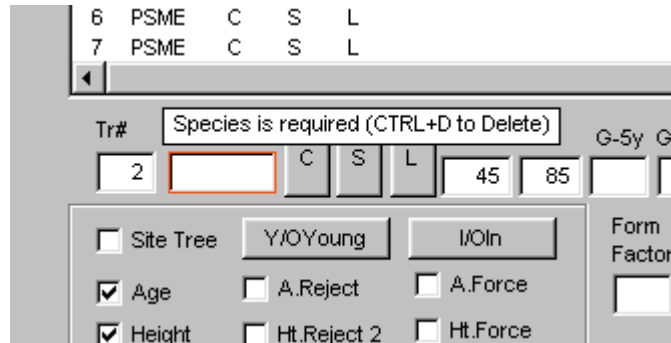 6 PSME C S L
7 PSME C S L
Tr# Species is required (CTRL+D to Delete) G-5y G
2 C S L 45 85
Site Tree Y/OYoung I/OIn Form
Factor
Age A.Reject A.Force
Height Ht.Reject 2 Ht.Force